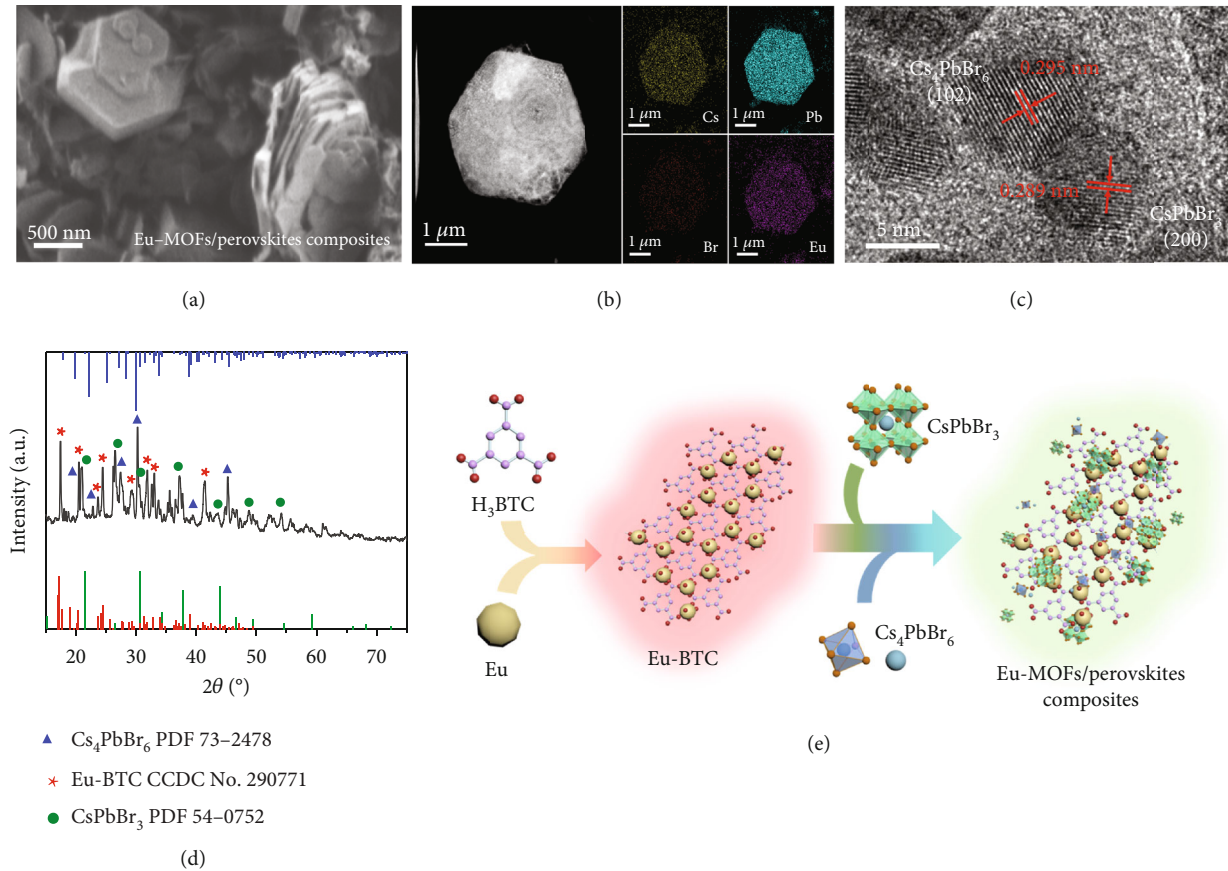 500 nm
Eu–MOFs/perovskites composites
(a)
1 μm
1 μm
Cs
1 μm
Pb
1 μm
Br
1 μm
Eu
(b)
Cs₄PbBr₆
(102)
0.295 nm
0.289 nm
CsPbBr₃
(200)
5 nm
(c)
Intensity (a.u.)
20
30
40
50
60
70
2θ (°)
Cs₄PbBr₆ PDF 73–2478
Eu-BTC CCDC No. 290771
CsPbBr₃ PDF 54–0752
(d)
H₃BTC
Eu
Eu-BTC
CsPbBr₃
Cs₄PbBr₆
Eu-MOFs/perovskites
composites
(e)